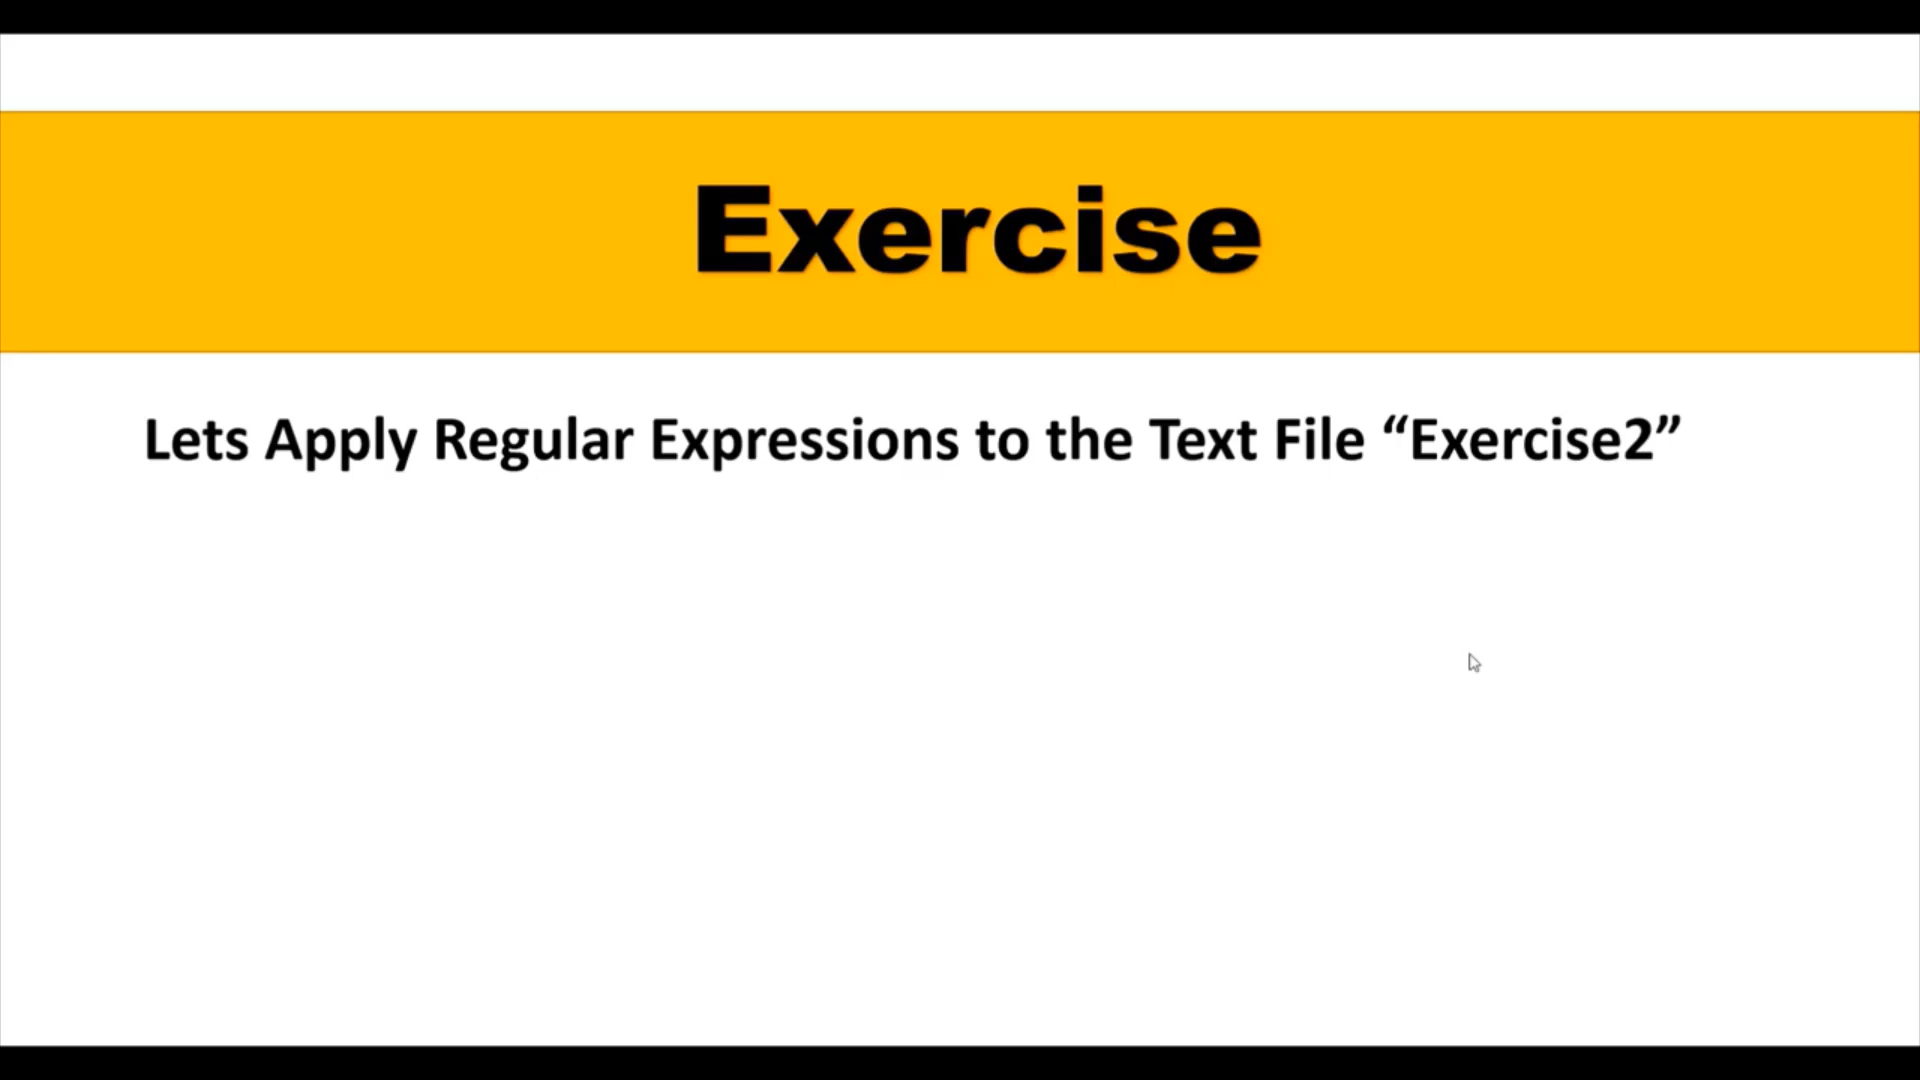 Exercise
Lets Apply Regular Expressions to the Text File “Exercise2”